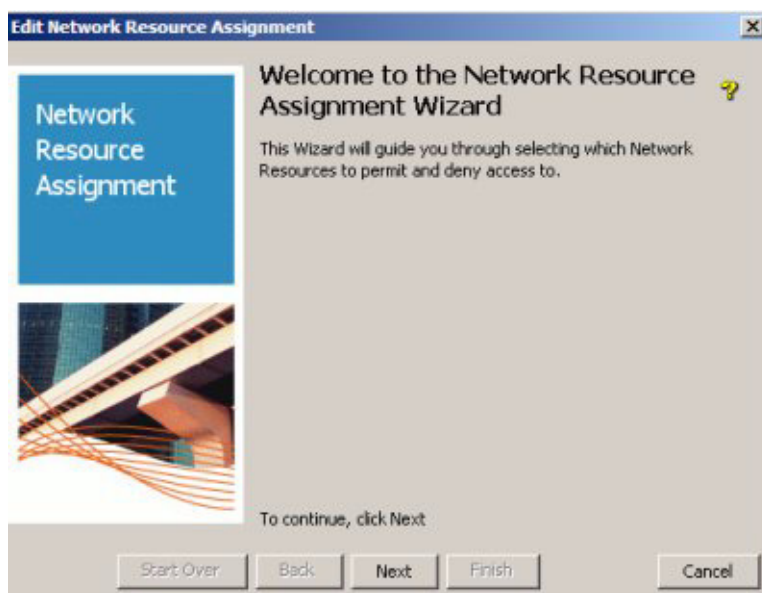 Edit Network Resource Assignment
Network
Resource
Assignment
Welcome to the Network Resource
Assignment Wizard
This Wizard will guide you through selecting which Network
Resources to permit and deny access to.
To continue, click Next
Start Over
Back
Next
Finish
Cancel